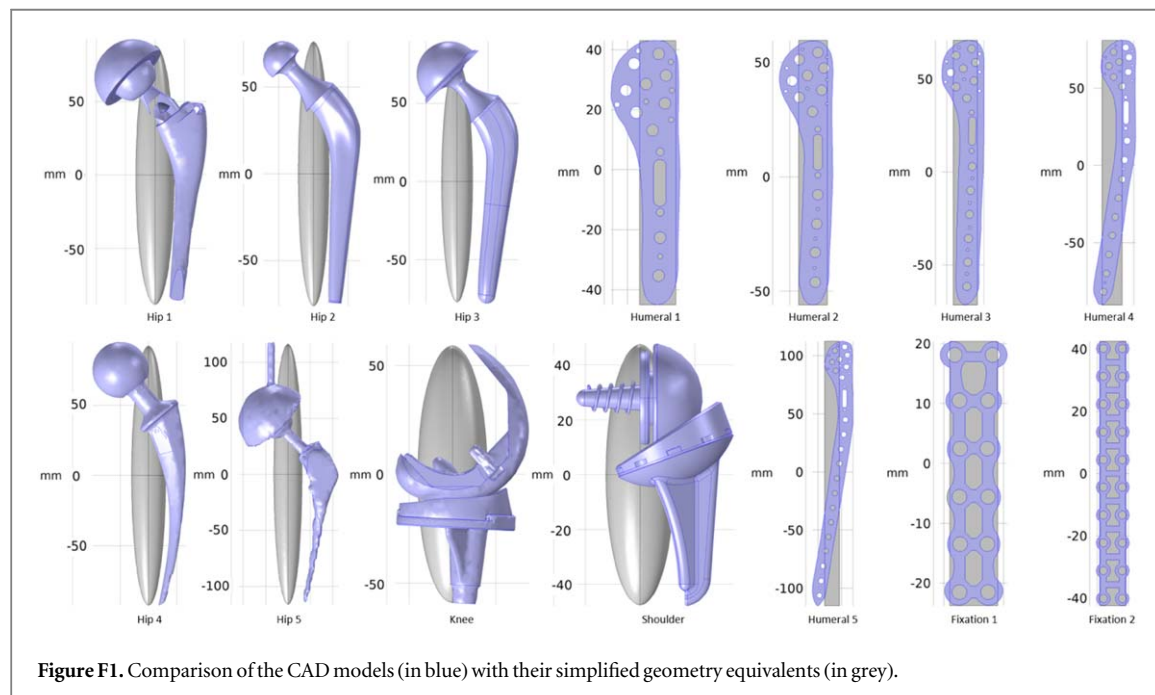 50
mm 0
-50
Hip 1
50
mm 0
-50
Hip 2
50
mm 0
-50
Hip 3
40
20
mm 0
-20
-40
Humeral 1
50
mm 0
-50
Humeral 2
50
mm 0
-50
Humeral 3
50
mm 0
-50
Humeral 4
50
mm 0
-50
Hip 4
100
50
mm 0
-50
-100
Hip 5
50
mm 0
-50
Knee
40
20
mm 0
-20
-40
Shoulder
100
50
mm 0
-50
-100
Humeral 5
20
10
mm 0
-10
-20
Fixation 1
40
20
mm 0
-20
-40
Fixation 2
Figure F1. Comparison of the CAD models (in blue) with their simplified geometry equivalents (in grey).